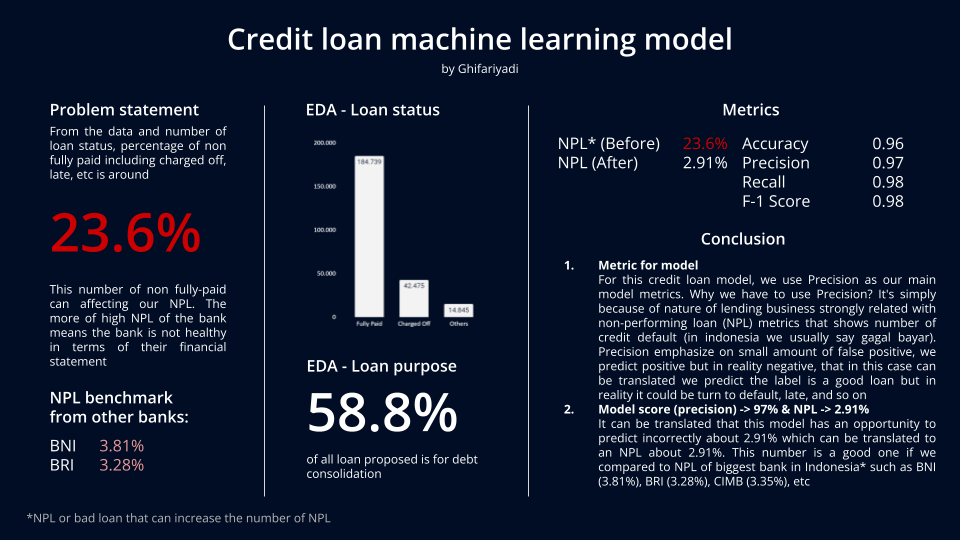 Credit loan machine learning model
by Ghifariyadi
Problem statement
From the data and number of
loan status, percentage of non
fully paid including charged off,
late, etc is around
23.6%
This number of non fully-paid
can affecting our NPL. The
more of high NPL of the bank
means the bank is not healthy
in terms of their financial
statement
NPL benchmark
from other banks:
BNI 3.81%
BRI 3.28%
EDA - Loan status
200.000
184.739
150.000
100.000
50.000
42.475
14.845
0
Fully Paid Charged Off Others
EDA - Loan purpose
58.8%
of all loan proposed is for debt
consolidation
Metrics
NPL* (Before) 23.6% Accuracy 0.96
NPL (After) 2.91% Precision 0.97
Recall 0.98
F-1 Score 0.98
Conclusion
1. Metric for model
For this credit loan model, we use Precision as our main
model metrics. Why we have to use Precision? It's simply
because of nature of lending business strongly related with
non-performing loan (NPL) metrics that shows number of
credit default (in indonesia we usually say gagal bayar).
Precision emphasize on small amount of false positive, we
predict positive but in reality negative, that in this case can
be translated we predict the label is a good loan but in
reality it could be turn to default, late, and so on
2. Model score (precision) -> 97% & NPL -> 2.91%
It can be translated that this model has an opportunity to
predict incorrectly about 2.91% which can be translated to
an NPL about 2.91%. This number is a good one if we
compared to NPL of biggest bank in Indonesia* such as BNI
(3.81%), BRI (3.28%), CIMB (3.35%), etc
*NPL or bad loan that can increase the number of NPL